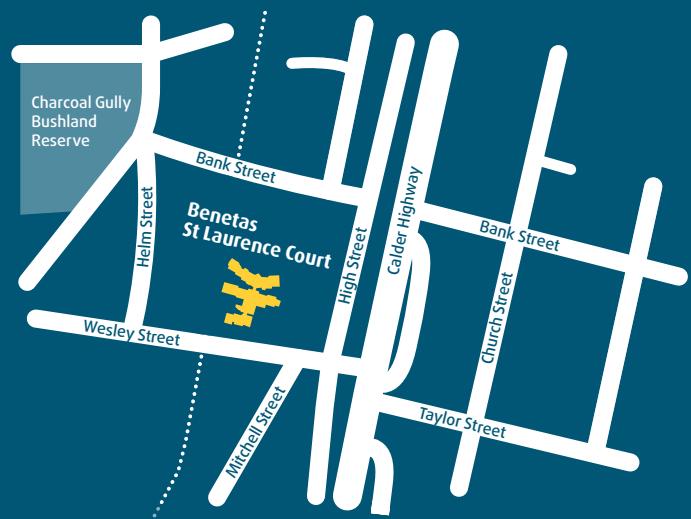 Charcoal Gully
Bushland
Reserve
Bank Street
Benetas
St Laurence Court
Helm Street
High Street
Calder Highway
Bank Street
Church Street
Wesley Street
Mitchell Street
Taylor Street